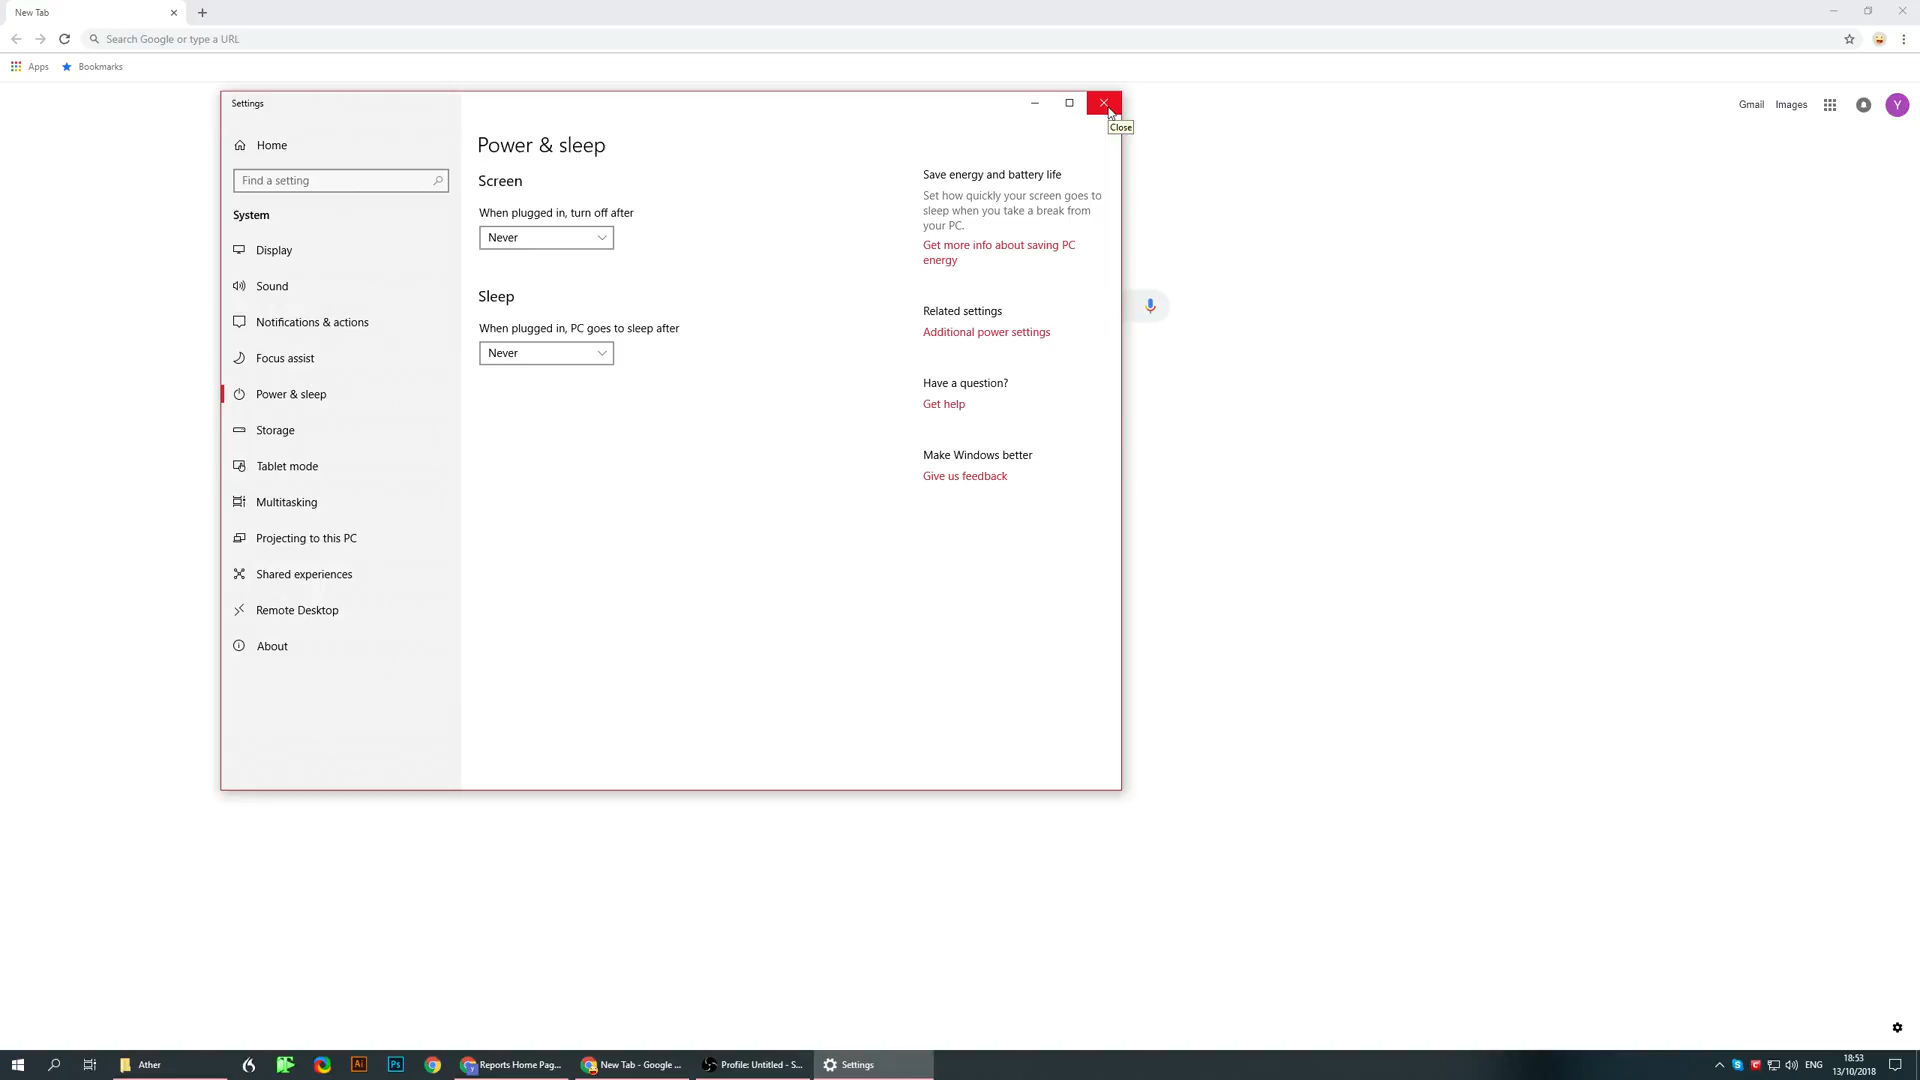 New Tab
Search Google or type a URL
Apps
Bookmarks
Gmail
Images
Y
Settings
Close
Home
Find a setting
System
Display
Sound
Notifications & actions
Focus assist
Power & sleep
Storage
Tablet mode
Multitasking
Projecting to this PC
Shared experiences
Remote Desktop
About
Power & sleep
Screen
When plugged in, turn off after
Never
Sleep
When plugged in, PC goes to sleep after
Never
Save energy and battery life
Set how quickly your screen goes to
sleep when you take a break from
your PC.
Get more info about saving PC
energy
Related settings
Additional power settings
Have a question?
Get help
Make Windows better
Give us feedback
Ather
Ai
Ps
Reports Home Pag...
New Tab - Google ...
Profile: Untitled - S...
Settings
ENG
18:53
13/10/2018